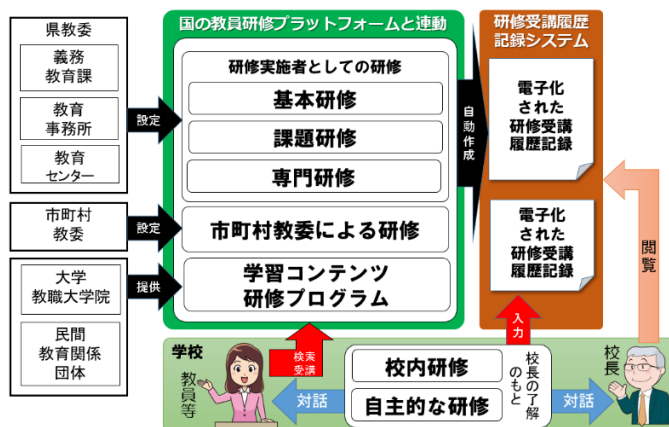 県教委
義務
教育課
教育
事務所
教育
センター
市町村
教委
大学
教職大学院
民間
教育関係
団体
設定
設定
提供
国の教員研修プラットフォームと連動
研修実施者としての研修
基本研修
課題研修
専門研修
市町村教委による研修
学習コンテンツ
研修プログラム
自動作成
研修受講履歴
記録システム
電子化
された
研修受講
履歴記録
電子化
された
研修受講
履歴記録
閲覧
入力
検索
受講
学校
教員等
対話
校内研修
自主的な研修
校長の了解
のもと
対話
校長